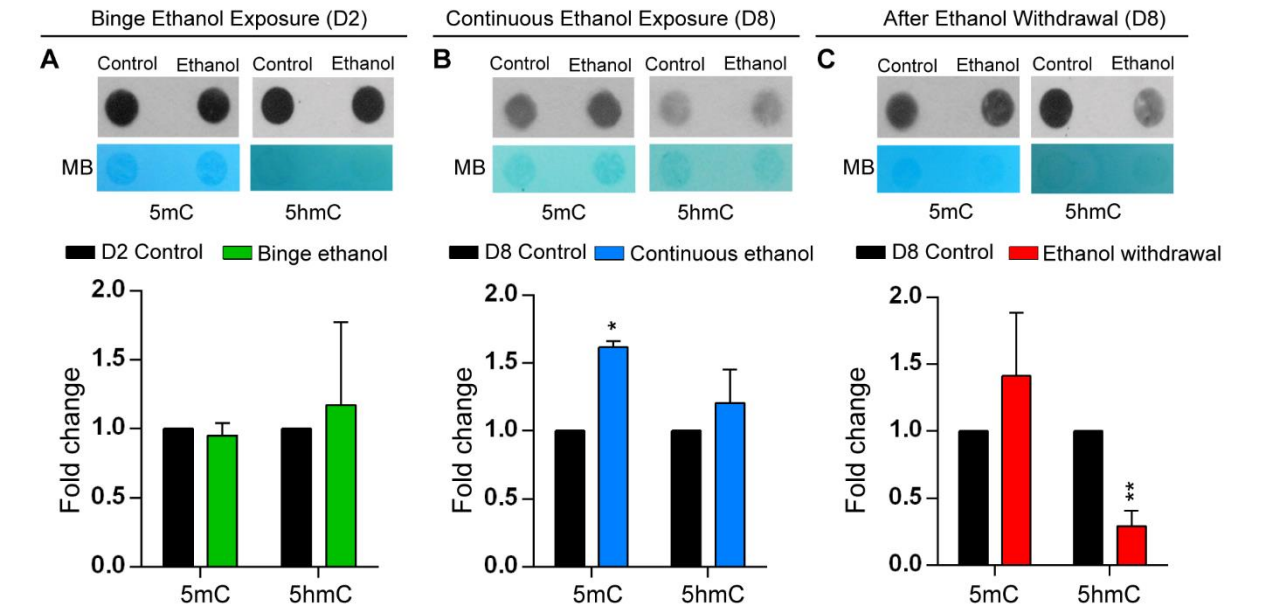 Binge Ethanol Exposure (D2)
A
Control Ethanol Control Ethanol
MB
5mC 5hmC
D2 Control Binge ethanol
2.0
1.5
1.0
0.5
0.0
Fold change
5mC 5hmC
Continuous Ethanol Exposure (D8)
B
Control Ethanol Control Ethanol
MB
5mC 5hmC
D8 Control Continuous ethanol
2.0
1.5
1.0
0.5
0.0
Fold change
*
5mC 5hmC
After Ethanol Withdrawal (D8)
C
Control Ethanol Control Ethanol
MB
5mC 5hmC
D8 Control Ethanol withdrawal
2.0
1.5
1.0
0.5
0.0
Fold change
**
5mC 5hmC